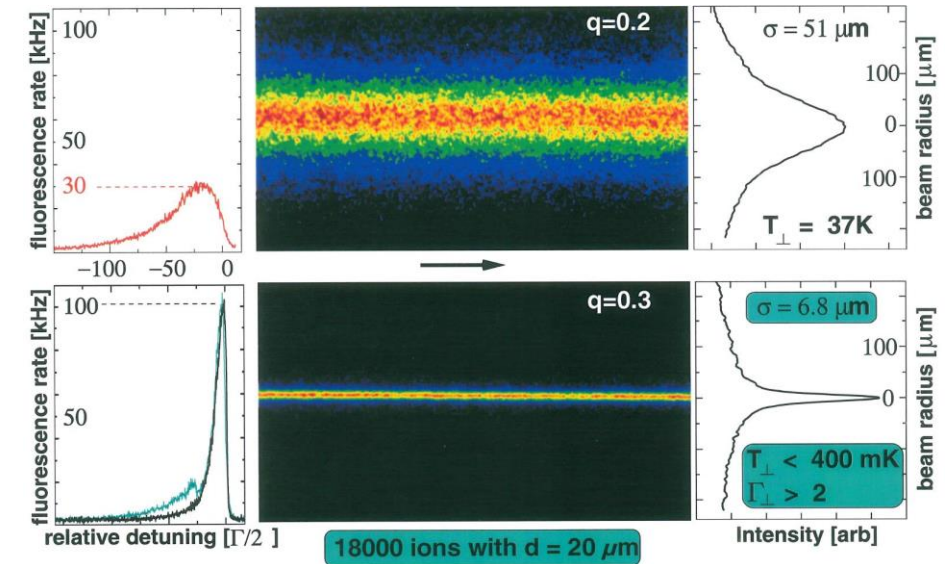 fluorescence rate [kHz]
100
50
30
−100 −50 0
q=0.2
σ = 51 μm
100
0
100
T⊥ = 37K
beam radius [μm]
fluorescence rate [kHz]
100
50
relative detuning [Γ/2 ]
q=0.3
18000 ions with d = 20 μm
σ = 6.8 μm
100
0
T⊥ < 400 mK
Γ⊥ > 2
beam radius [μm]
Intensity [arb]